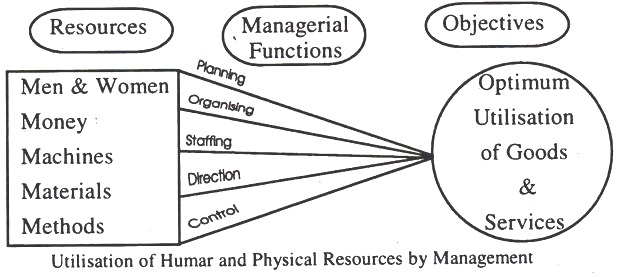 Resources
Managerial
Functions
Objectives
Men & Women
Money
Machines
Materials
Methods
Planning
Organising
Staffing
Direction
Control
Optimum
Utilisation
of Goods
&
Services
Utilisation of Humar and Physical Resources by Management